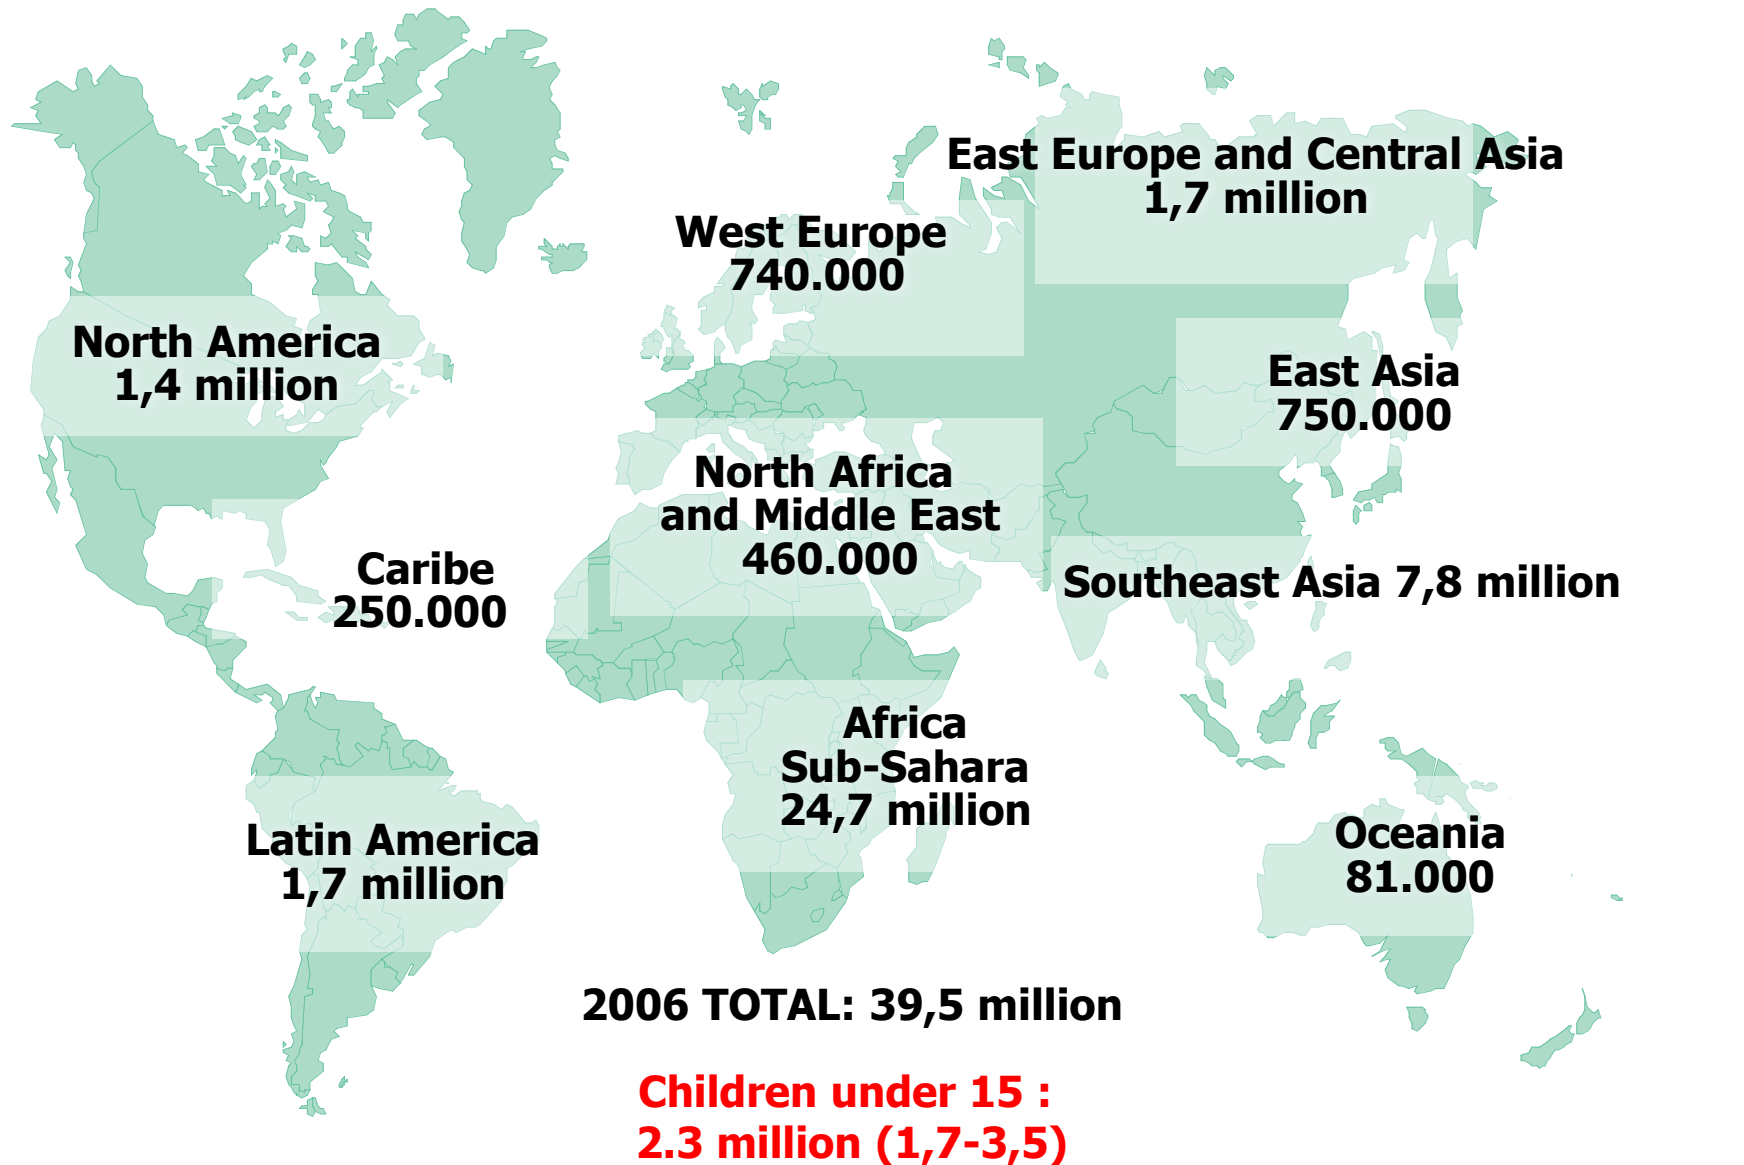 East Europe and Central Asia
1,7 million
West Europe
740.000
North America
1,4 million
East Asia
750.000
North Africa
and Middle East
460.000
Caribe
250.000
Southeast Asia 7,8 million
Africa
Sub-Sahara
24,7 million
Latin America
1,7 million
Oceania
81.000
2006 TOTAL: 39,5 million
Children under 15 :
2.3 million (1,7-3,5)